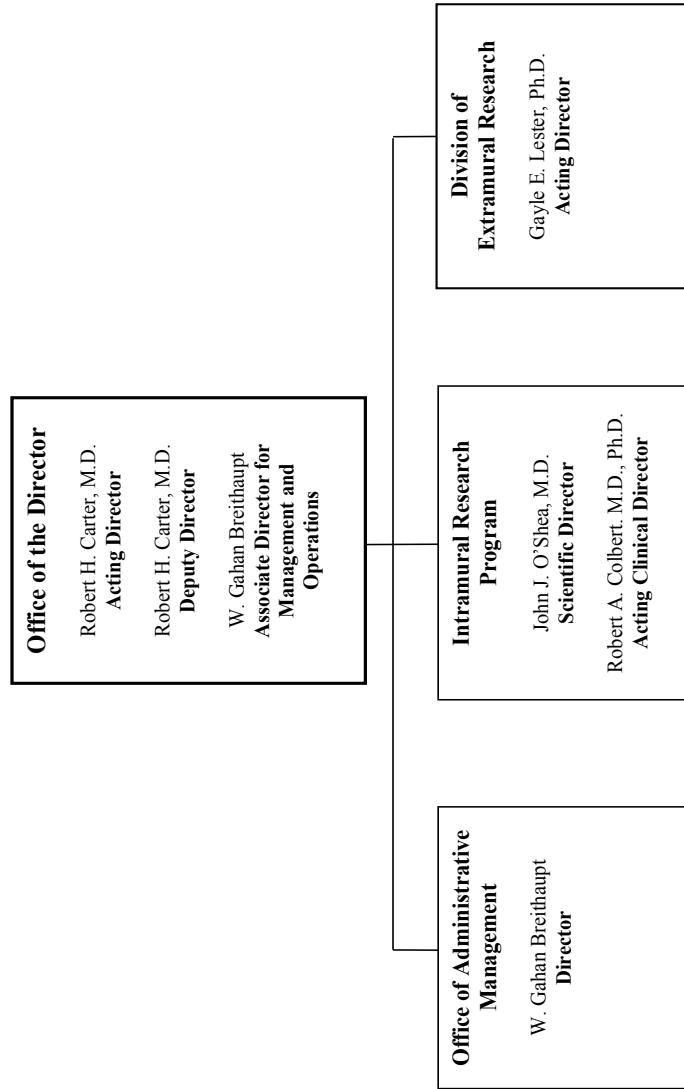 Office of the Director
Robert H. Carter, M.D.
Acting Director
Robert H. Carter, M.D.
Deputy Director
W. Gahan Breithaupt
Associate Director for
Management and
Operations
Office of Administrative
Management
W. Gahan Breithaupt
Director
Intramural Research
Program
John J. O’Shea, M.D.
Scientific Director
Robert A. Colbert. M.D., Ph.D.
Acting Clinical Director
Division of
Extramural Research
Gayle E. Lester, Ph.D.
Acting Director